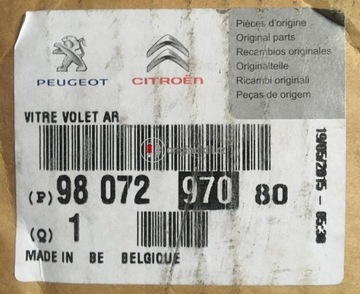 Pièces d'origine
Original parts
Recambios originales
Originalteile
Ricambi originali
Peças de origem
PEUGEOT
CITROËN
VITRE VOLET AR
(P) 98 072 970 80
(Q) 1
MADE IN BE BELGIQUE
19/05/2015 - 05:30